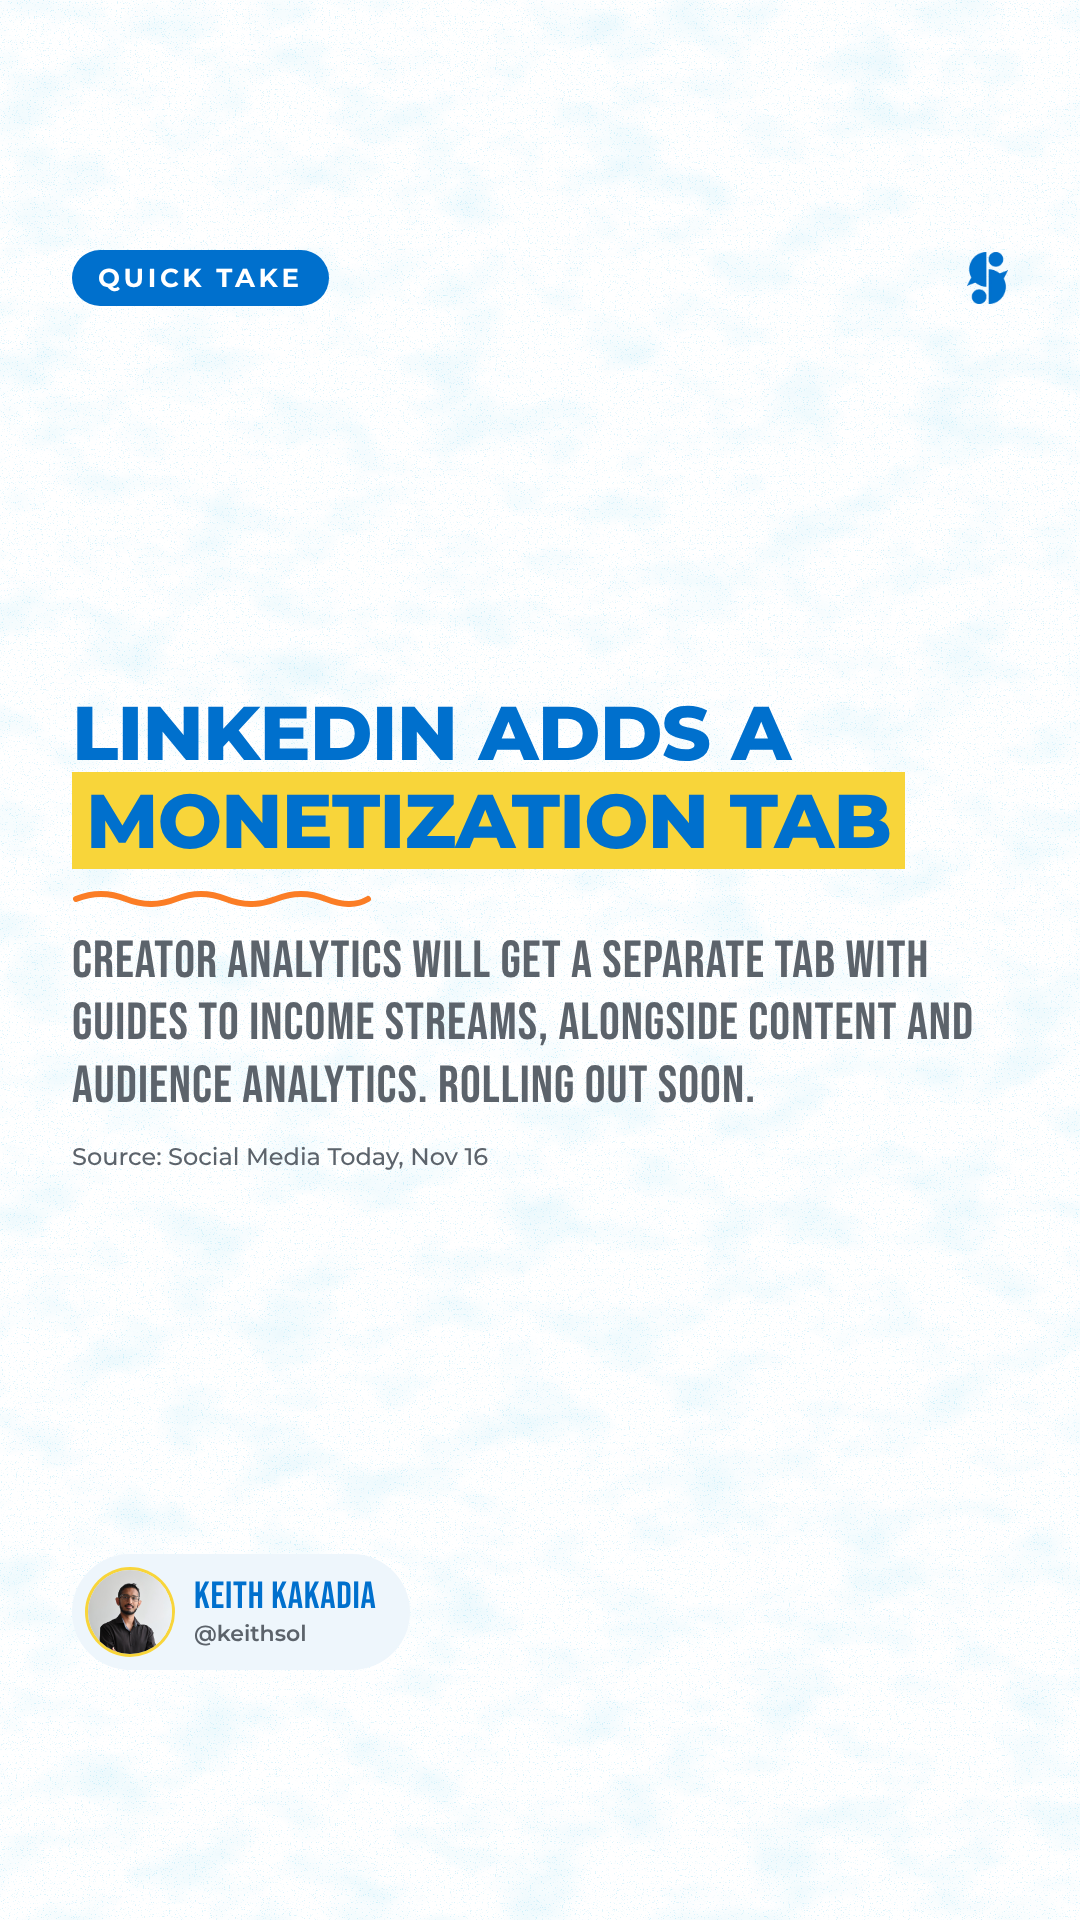 QUICK TAKE
LINKEDIN ADDS A
MONETIZATION TAB
CREATOR ANALYTICS WILL GET A SEPARATE TAB WITH
GUIDES TO INCOME STREAMS, ALONGSIDE CONTENT AND
AUDIENCE ANALYTICS. ROLLING OUT SOON.
Source: Social Media Today, Nov 16
KEITH KAKADIA
@keithsol